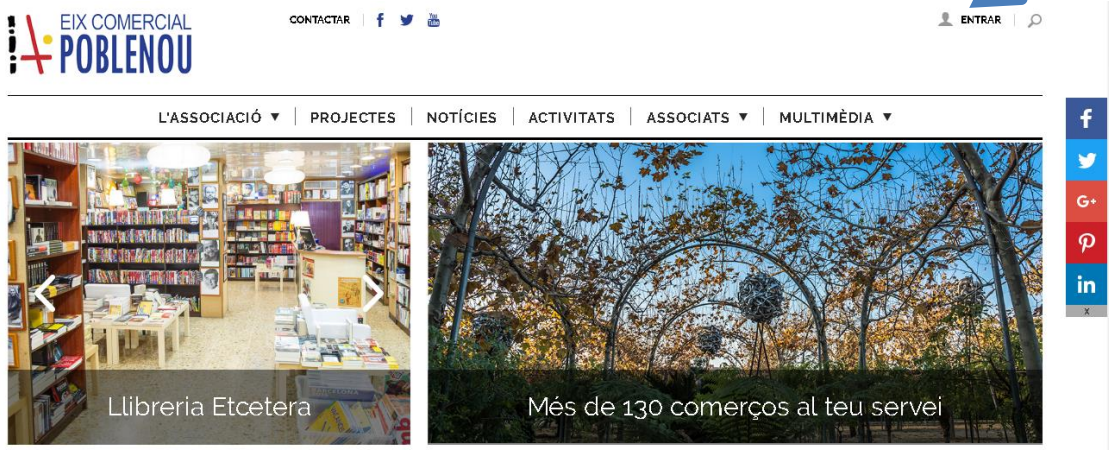 EIX COMERCIAL
POBLENOU
CONTACTAR
ENTRAR
L'ASSOCIACIÓ ▼ | PROJECTES | NOTÍCIES | ACTIVITATS | ASSOCIATS ▼ | MULTIMÈDIA ▼
Llibreria Etcetera
Més de 130 comerços al teu servei
G+
in
X